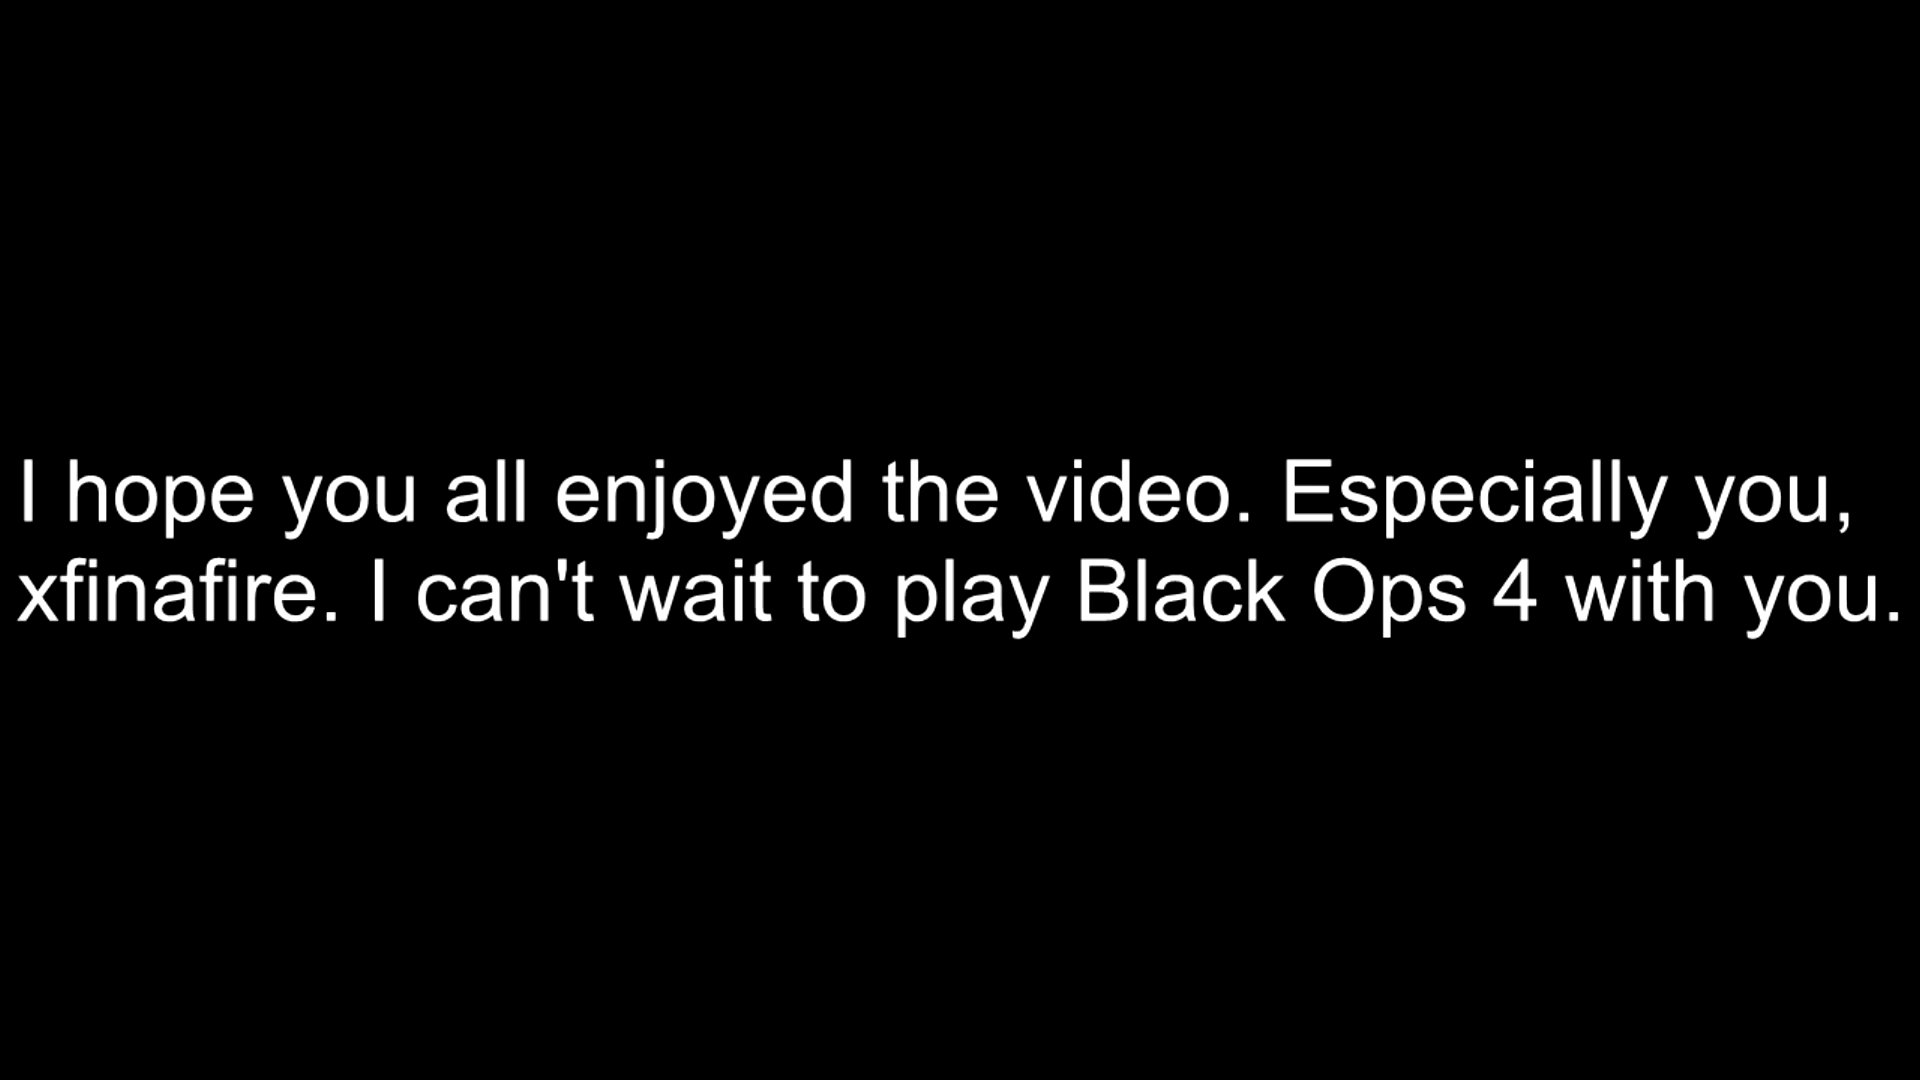 I hope you all enjoyed the video. Especially you,
xfinafire. I can't wait to play Black Ops 4 with you.